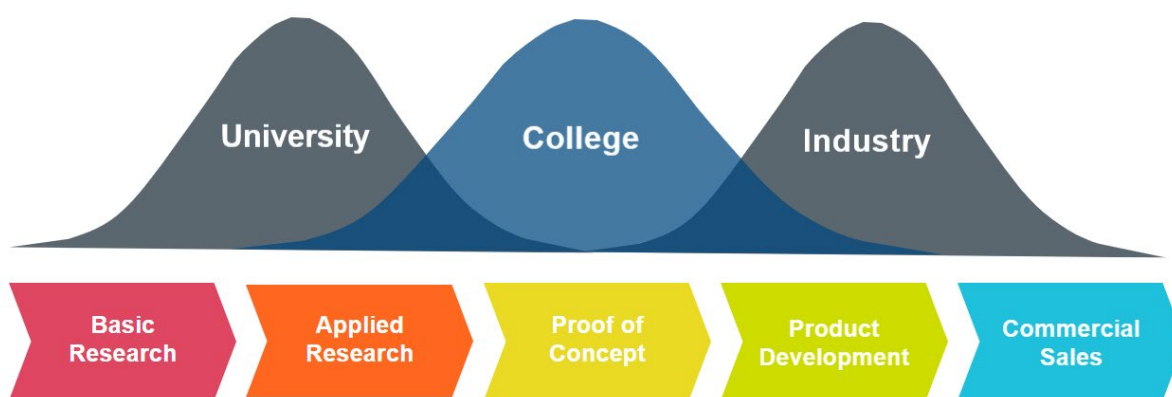 University
College
Industry
Basic
Research
Applied
Research
Proof of
Concept
Product
Development
Commercial
Sales